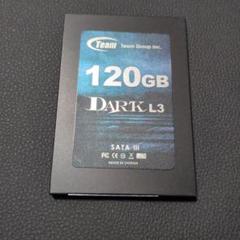 Team Team Group Inc.
120GB
DARK L3
SATA III